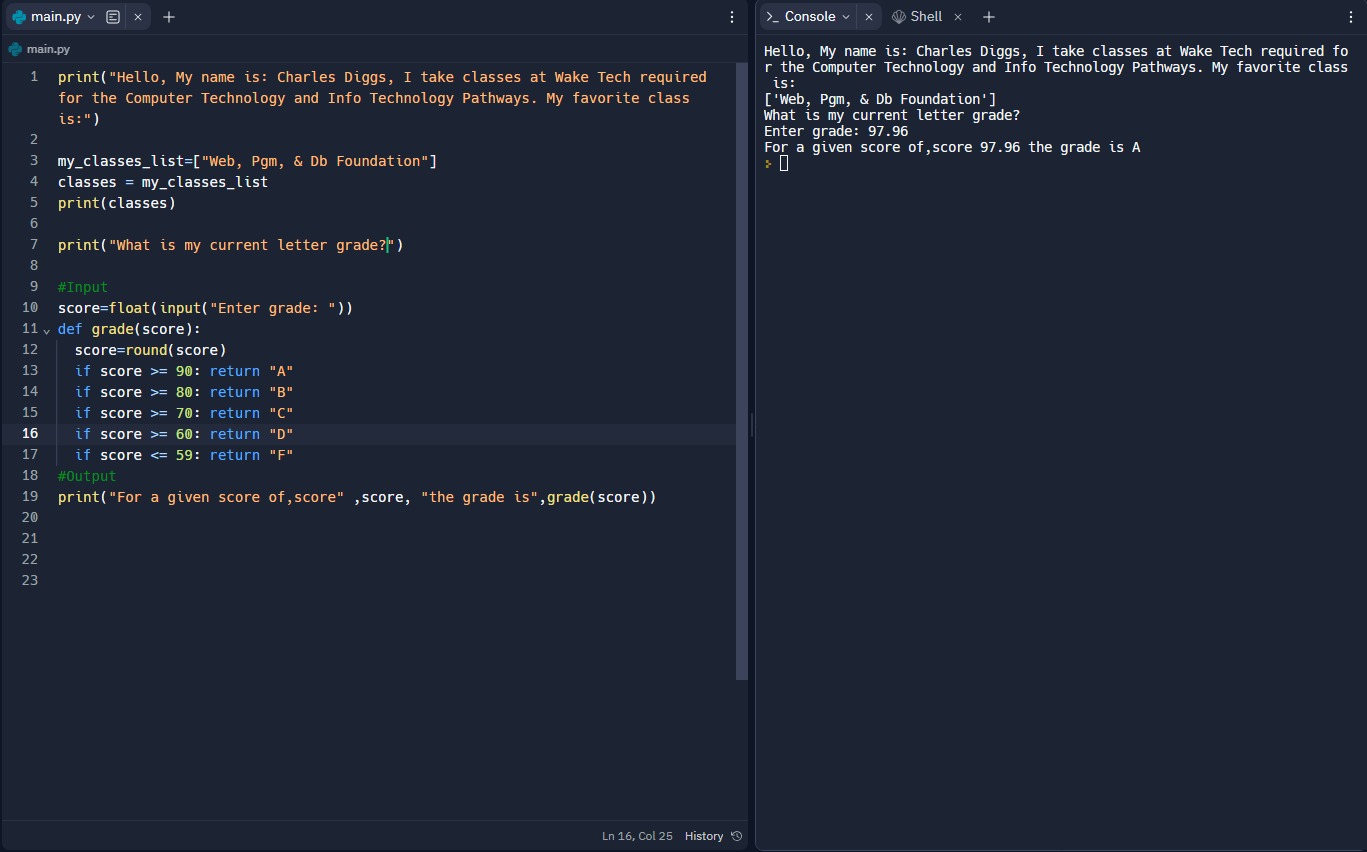 main.py
main.py
1 print("Hello, My name is: Charles Diggs, I take classes at Wake Tech required
for the Computer Technology and Info Technology Pathways. My favorite class
is:")
2
3 my_classes_list=["Web, Pgm, & Db Foundation"]
4 classes = my_classes_list
5 print(classes)
6
7 print("What is my current letter grade?")
8
9 #Input
10 score=float(input("Enter grade: "))
11 def grade(score):
12   score=round(score)
13   if score >= 90: return "A"
14   if score >= 80: return "B"
15   if score >= 70: return "C"
16   if score >= 60: return "D"
17   if score <= 59: return "F"
18 #Output
19 print("For a given score of,score" ,score, "the grade is",grade(score))
20
21
22
23
Ln 16, Col 25 History
Console Shell
Hello, My name is: Charles Diggs, I take classes at Wake Tech required fo
r the Computer Technology and Info Technology Pathways. My favorite class
 is:
['Web, Pgm, & Db Foundation']
What is my current letter grade?
Enter grade: 97.96
For a given score of,score 97.96 the grade is A